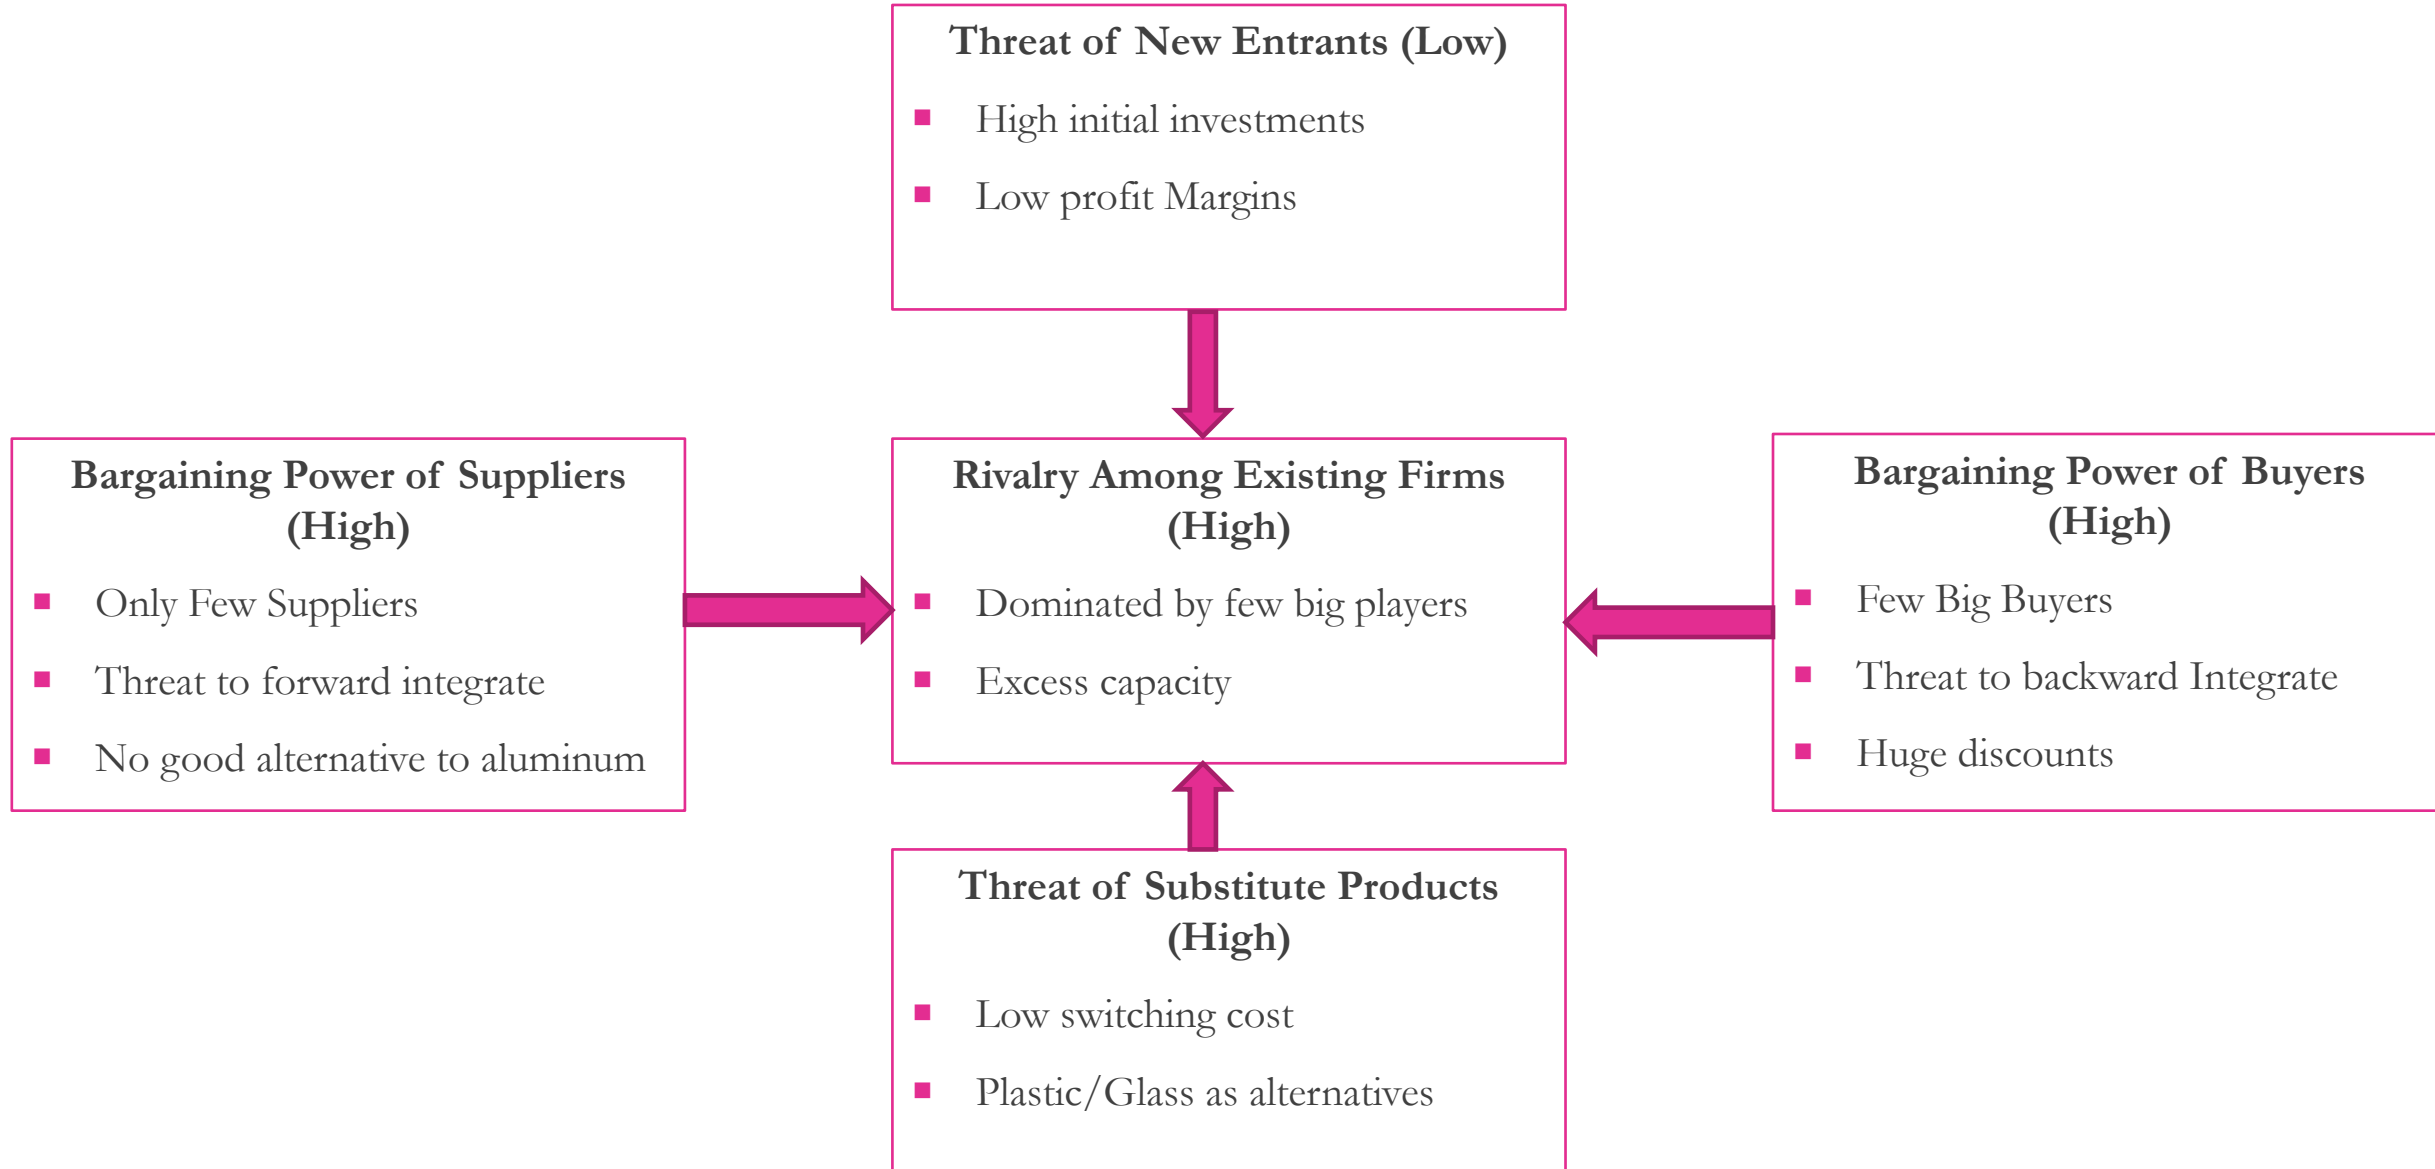 Threat of New Entrants (Low)
High initial investments
Low profit Margins
Bargaining Power of Suppliers
(High)
Only Few Suppliers
Threat to forward integrate
No good alternative to aluminum
Rivalry Among Existing Firms
(High)
Dominated by few big players
Excess capacity
Bargaining Power of Buyers
(High)
Few Big Buyers
Threat to backward Integrate
Huge discounts
Threat of Substitute Products
(High)
Low switching cost
Plastic/Glass as alternatives